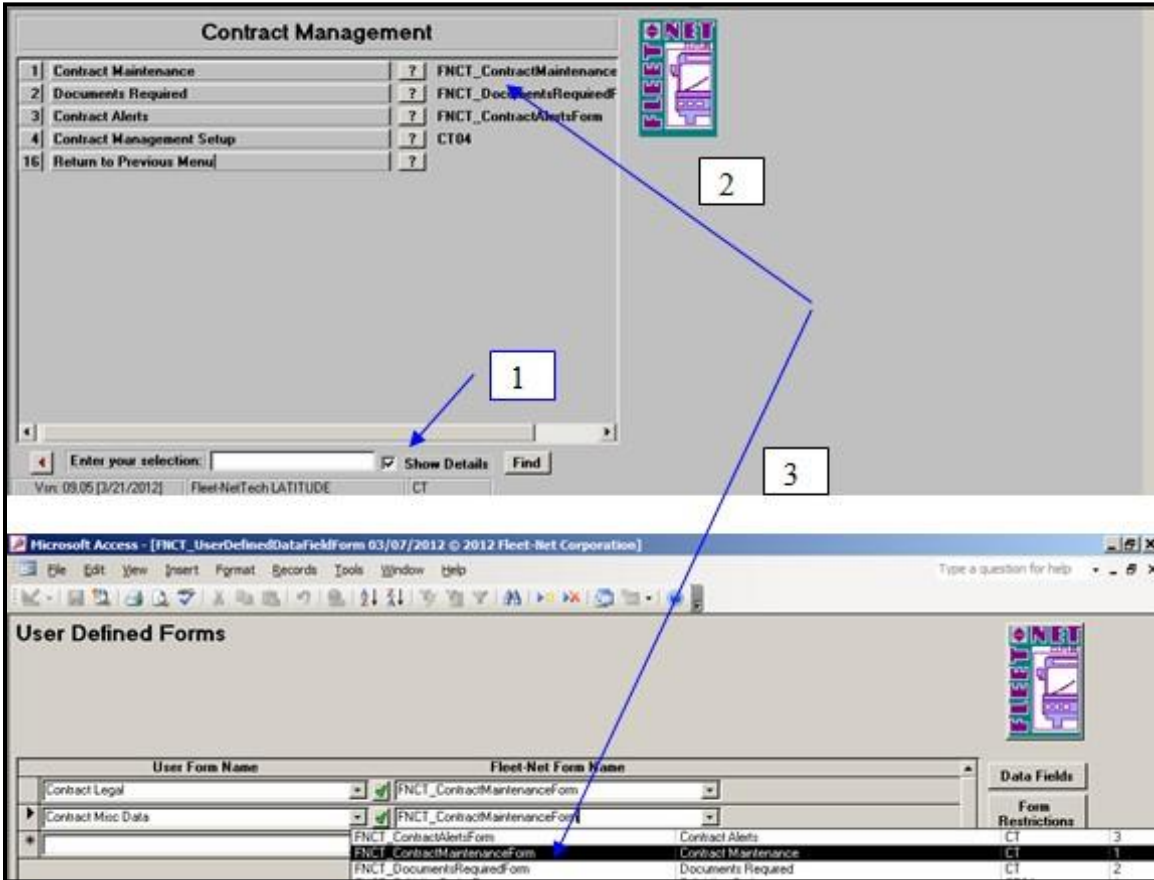 Contract Management
FLEET NET
1 Contract Maintenance ? FNCT_ContractMaintenance
2 Documents Required ? FNCT_DocumentsRequiredF
3 Contract Alerts ? FNCT_ContractAlertsForm
4 Contract Management Setup ? CT04
16 Return to Previous Menu ?
2
1
Enter your selection: Show Details Find
3
Vsn: 09.05 [3/21/2012] Fleet-NetTech LATITUDE CT
Microsoft Access - [FNCT_UserDefinedDataFieldForm 03/07/2012 © 2012 Fleet-Net Corporation]
File Edit View Insert Format Records Tools Window Help Type a question for help
User Defined Forms
FLEET NET
User Form Name Fleet-Net Form Name
Data Fields
Contract Legal FNCT_ContractMaintenanceForm
Form
Restrictions
Contract Misc Data FNCT_ContractMaintenanceForm
FNCT_ContractAlertsForm Contract Alerts CT 3
FNCT_ContractMaintenanceForm Contract Maintenance CT 1
FNCT_DocumentsRequiredForm Documents Required CT 2